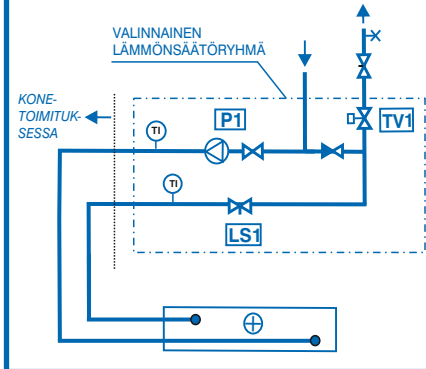 VALINNAINEN
LÄMMÖNSÄÄTÖRYHMÄ
KONE-
TOIMITUK-
SESSA
P1
TV1
TI
TI
LS1